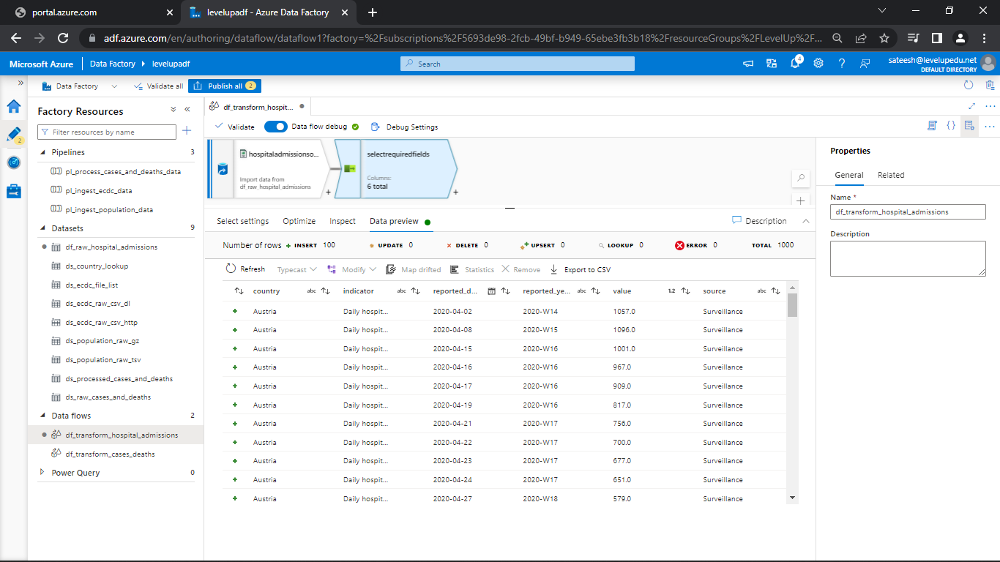 portal.azure.com
levelupadf - Azure Data Factory
adf.azure.com/en/authoring/dataflow/dataflow1?factory=%2Fsubscriptions%2F5693de98-2fcb-49bf-b949-65ebe3fb3b18%2FresourceGroups%2FLevelUp%2F...
Microsoft Azure Data Factory levelupadf Search 4 sateesh@levelupedu.net
DEFAULT DIRECTORY
Data Factory Validate all Publish all 2
Factory Resources
Filter resources by name
2
Pipelines 3
pl_process_cases_and_deaths_data
pl_ingest_ecdc_data
pl_ingest_population_data
Datasets 9
df_raw_hospital_admissions
ds_country_lookup
ds_ecdc_file_list
ds_ecdc_raw_csv_dl
ds_ecdc_raw_csv_http
ds_population_raw_gz
ds_population_raw_tsv
ds_processed_cases_and_deaths
ds_raw_cases_and_deaths
Data flows 2
df_transform_hospital_admissions
df_transform_cases_deaths
Power Query 0
df_transform_hospit...
Validate Data flow debug Debug Settings
hospitaladmissionso...
Import data from
df_raw_hospital_admissions
+
selectrequiredfields
Columns:
6 total
+
Select settings Optimize Inspect Data preview Description
Number of rows + INSERT 100 UPDATE 0 DELETE 0 UPSERT 0 LOOKUP 0 ERROR 0 TOTAL 1000
Refresh Typecast Modify Map drifted Statistics Remove Export to CSV
country abc indicator abc reported_d... reported_ye... abc value 1.2 source abc
+ Austria Daily hospit... 2020-04-02 2020-W14 1057.0 Surveillance
+ Austria Daily hospit... 2020-04-08 2020-W15 1096.0 Surveillance
+ Austria Daily hospit... 2020-04-15 2020-W16 1001.0 Surveillance
+ Austria Daily hospit... 2020-04-16 2020-W16 967.0 Surveillance
+ Austria Daily hospit... 2020-04-17 2020-W16 909.0 Surveillance
+ Austria Daily hospit... 2020-04-19 2020-W16 817.0 Surveillance
+ Austria Daily hospit... 2020-04-21 2020-W17 756.0 Surveillance
+ Austria Daily hospit... 2020-04-22 2020-W17 700.0 Surveillance
+ Austria Daily hospit... 2020-04-23 2020-W17 677.0 Surveillance
+ Austria Daily hospit... 2020-04-24 2020-W17 651.0 Surveillance
+ Austria Daily hospit... 2020-04-27 2020-W18 579.0 Surveillance
Properties
General Related
Name *
df_transform_hospital_admissions
Description